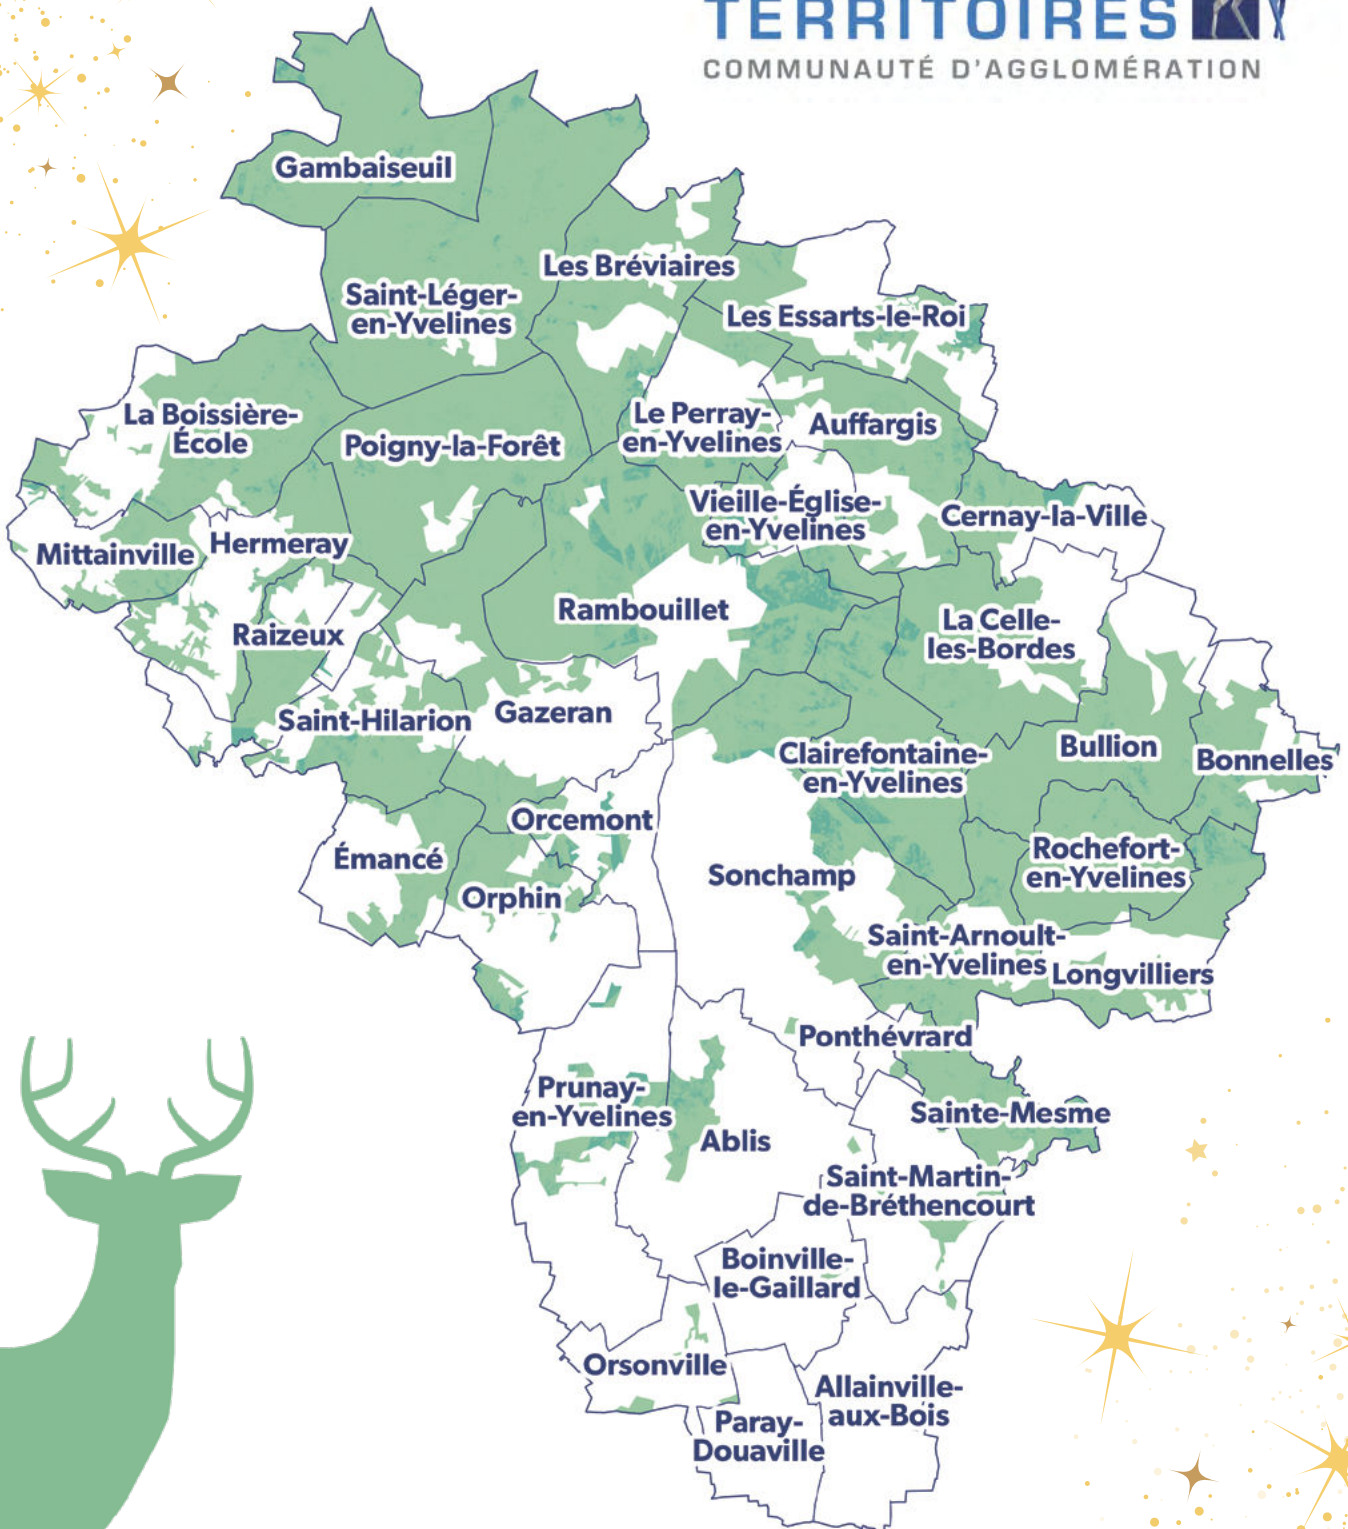 TERRITOIRES
COMMUNAUTÉ D'AGGLOMÉRATION
Gambaiseuil
Les Bréviaires
Saint-Léger-
en-Yvelines
Les Essarts-le-Roi
La Boissière-
École
Poigny-la-Forêt
Le Perray-
en-Yvelines
Auffargis
Vieille-Église-
en-Yvelines
Cernay-la-Ville
Mittainville
Hermeray
Rambouillet
Raizeux
La Celle-
les-Bordes
Saint-Hilarion
Gazeran
Clairefontaine-
en-Yvelines
Bullion
Bonnelles
Orcemont
Émancé
Sonchamp
Rochefort-
en-Yvelines
Orphin
Saint-Arnoult-
en-Yvelines
Longvilliers
Ponthévrard
Prunay-
en-Yvelines
Ablis
Sainte-Mesme
Saint-Martin-
de-Bréthencourt
Boinville-
le-Gaillard
Orsonville
Allainville-
aux-Bois
Paray-
Douaville